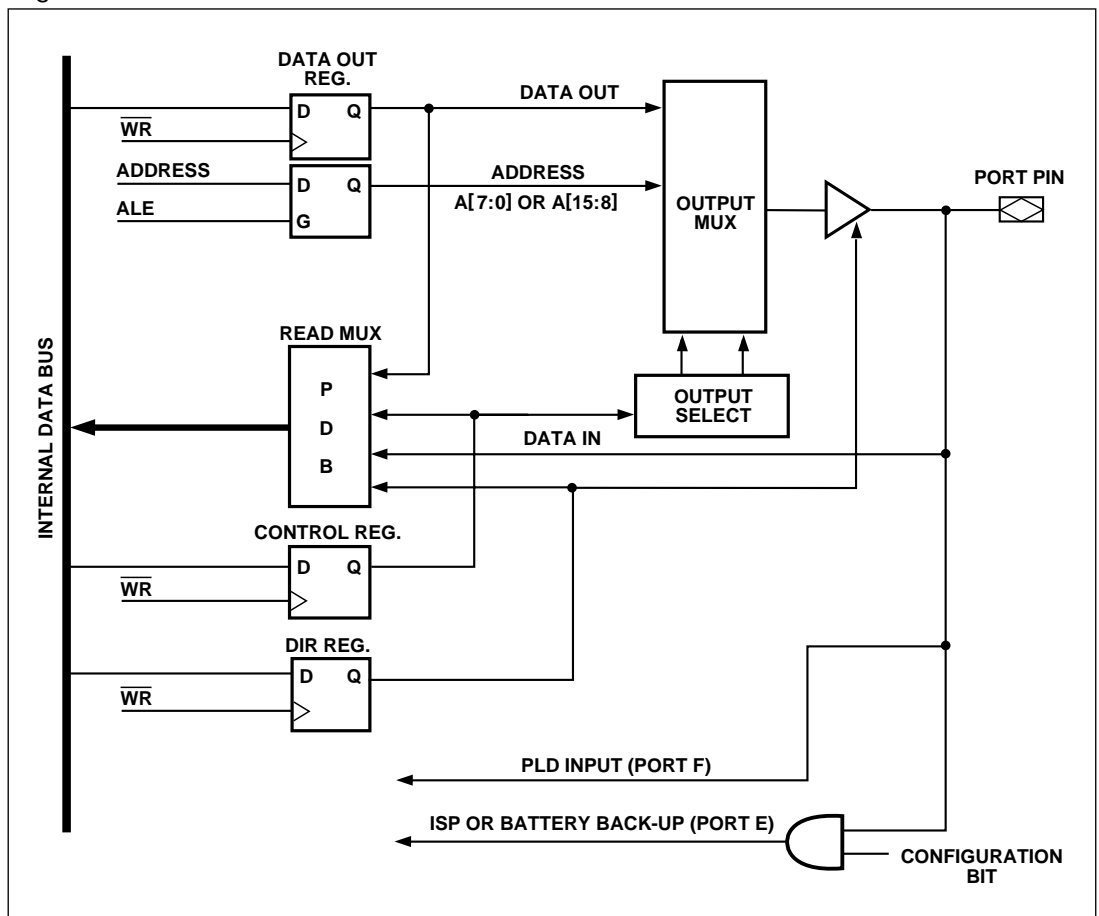 DATA OUT
REG.
D Q
WR
DATA OUT
ADDRESS
D Q
ALE
G
ADDRESS
A[7:0] OR A[15:8]
OUTPUT
MUX
PORT PIN
READ MUX
P
D
B
OUTPUT
SELECT
DATA IN
INTERNAL DATA BUS
CONTROL REG.
D Q
WR
DIR REG.
D Q
WR
PLD INPUT (PORT F)
ISP OR BATTERY BACK-UP (PORT E)
CONFIGURATION
BIT